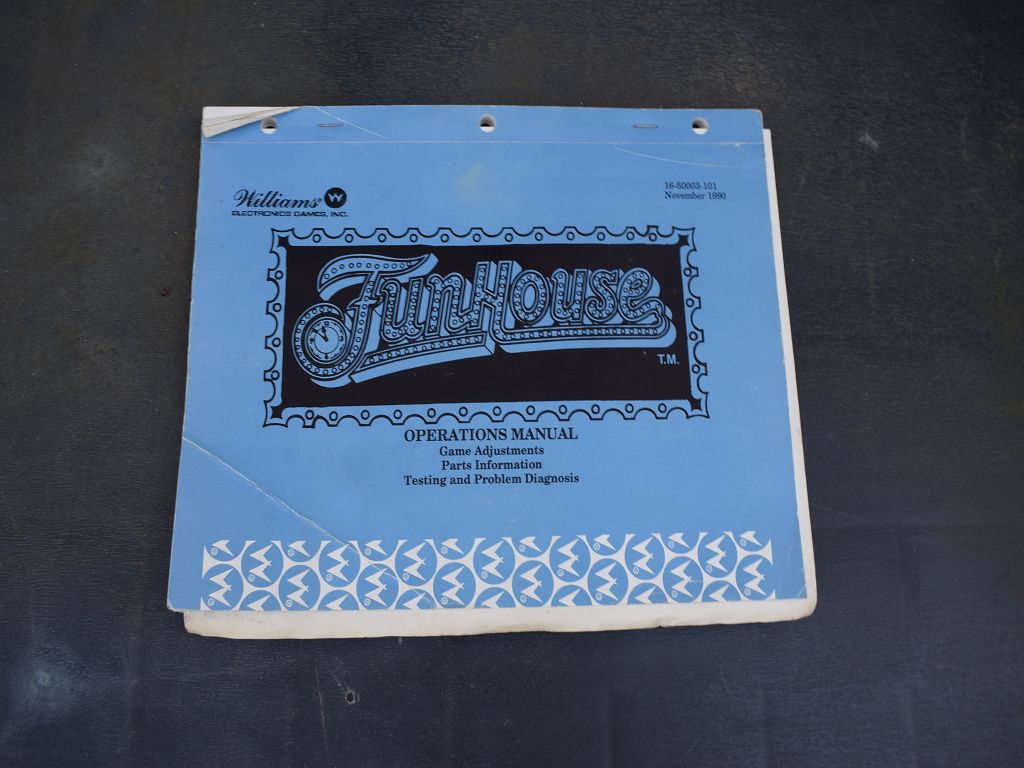 Williams®
ELECTRONICS GAMES, INC.
16-50003-101
November 1990
FunHouse
T.M.
OPERATIONS MANUAL
Game Adjustments
Parts Information
Testing and Problem Diagnosis